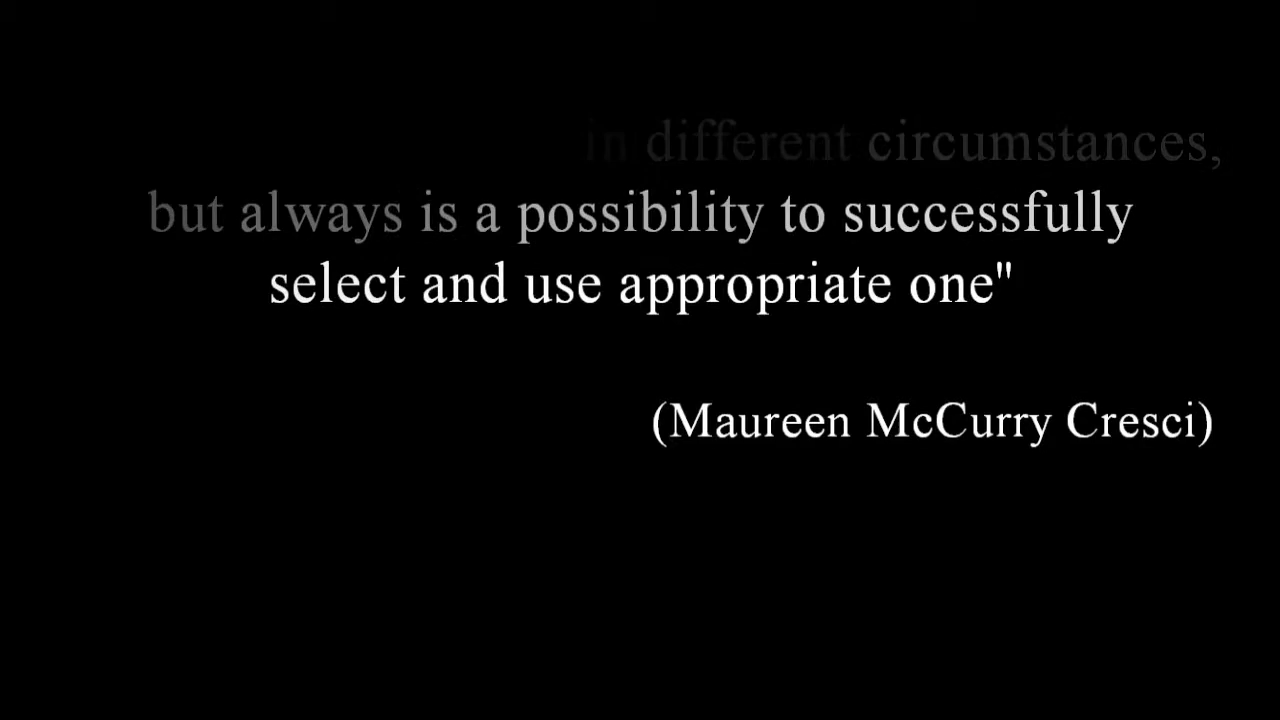 in different circumstances,
but always is a possibility to successfully
select and use appropriate one"
(Maureen McCurry Cresci)